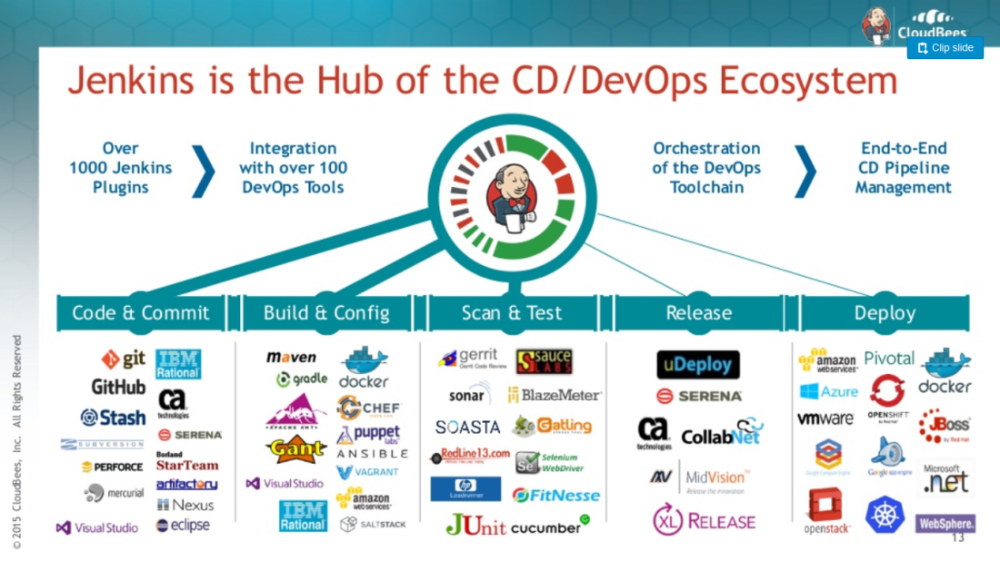 CloudBees
Clip slide
Jenkins is the Hub of the CD/DevOps Ecosystem
Over
1000 Jenkins
Plugins
Integration
with over 100
DevOps Tools
Orchestration
of the DevOps
Toolchain
End-to-End
CD Pipeline
Management
Code & Commit
git
IBM
Rational
GitHub
ca
technologies
Stash
SERENA
SUBVERSION
Borland
StarTeam
PERFORCE
artifactory
mercurial
Nexus
Visual Studio
eclipse
Build & Config
maven
gradle
docker
APACHE ANT
CHEF
puppet
labs
Gant
ANSIBLE
VAGRANT
Visual Studio
amazon
web services
IBM
Rational
SALTSTACK
Scan & Test
gerrit
Gerrit Code Review
SAUCE
LABS
sonar
BlazeMeter
SOASTA
Gatling
RedLine13.com
Selenium
WebDriver
Se
hp
Loadrunner
FitNesse
JUnit
cucumber
Release
uDeploy
SERENA
ca
technologies
CollabNet
MidVision
Release the innovation
XL RELEASE
Deploy
amazon
web services
Pivotal
docker
Azure
OPENSHIFT
by Red Hat
vmware
JBoss
by Red Hat
Google Compute Engine
Google app engine
Microsoft
.net
openstack
WebSphere.
13
© 2015 CloudBees, Inc. All Rights Reserved